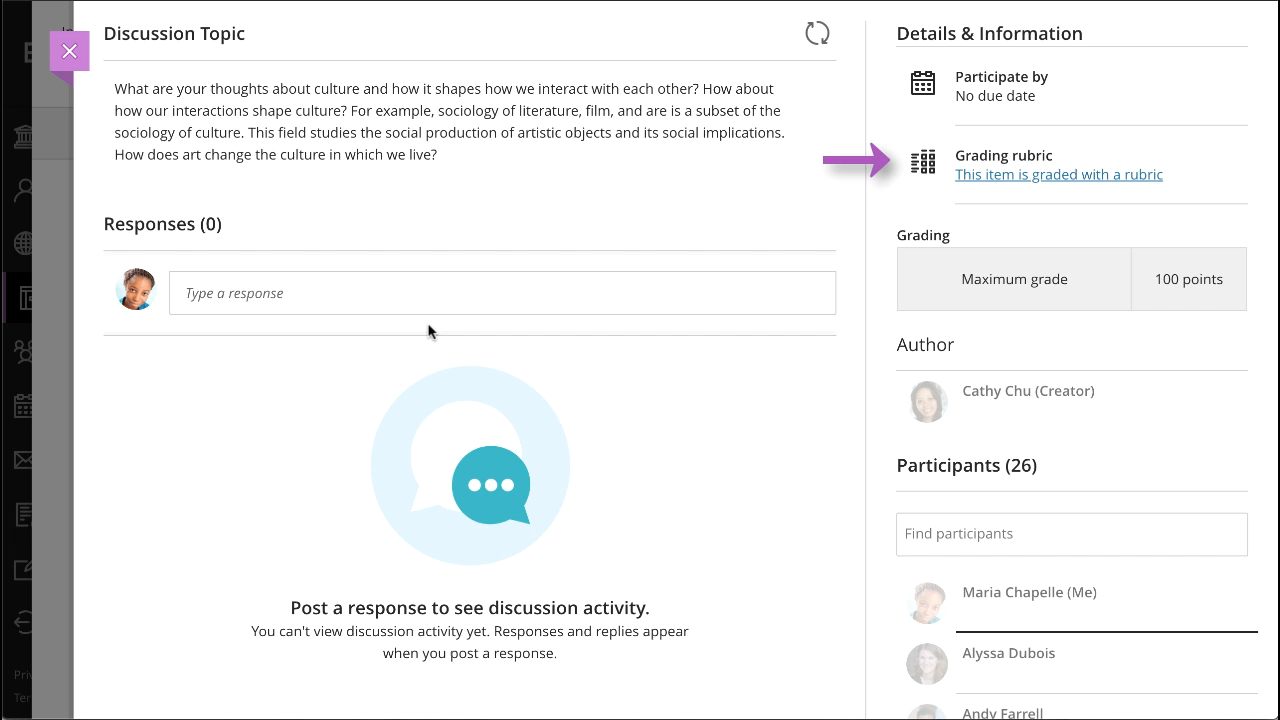 Discussion Topic
What are your thoughts about culture and how it shapes how we interact with each other? How about
how our interactions shape culture? For example, sociology of literature, film, and are is a subset of the
sociology of culture. This field studies the social production of artistic objects and its social implications.
How does art change the culture in which we live?
Responses (0)
Type a response
Post a response to see discussion activity.
You can't view discussion activity yet. Responses and replies appear
when you post a response.
Details & Information
Participate by
No due date
Grading rubric
This item is graded with a rubric
Grading
Maximum grade
100 points
Author
Cathy Chu (Creator)
Participants (26)
Find participants
Maria Chapelle (Me)
Alyssa Dubois
Andy Farrell